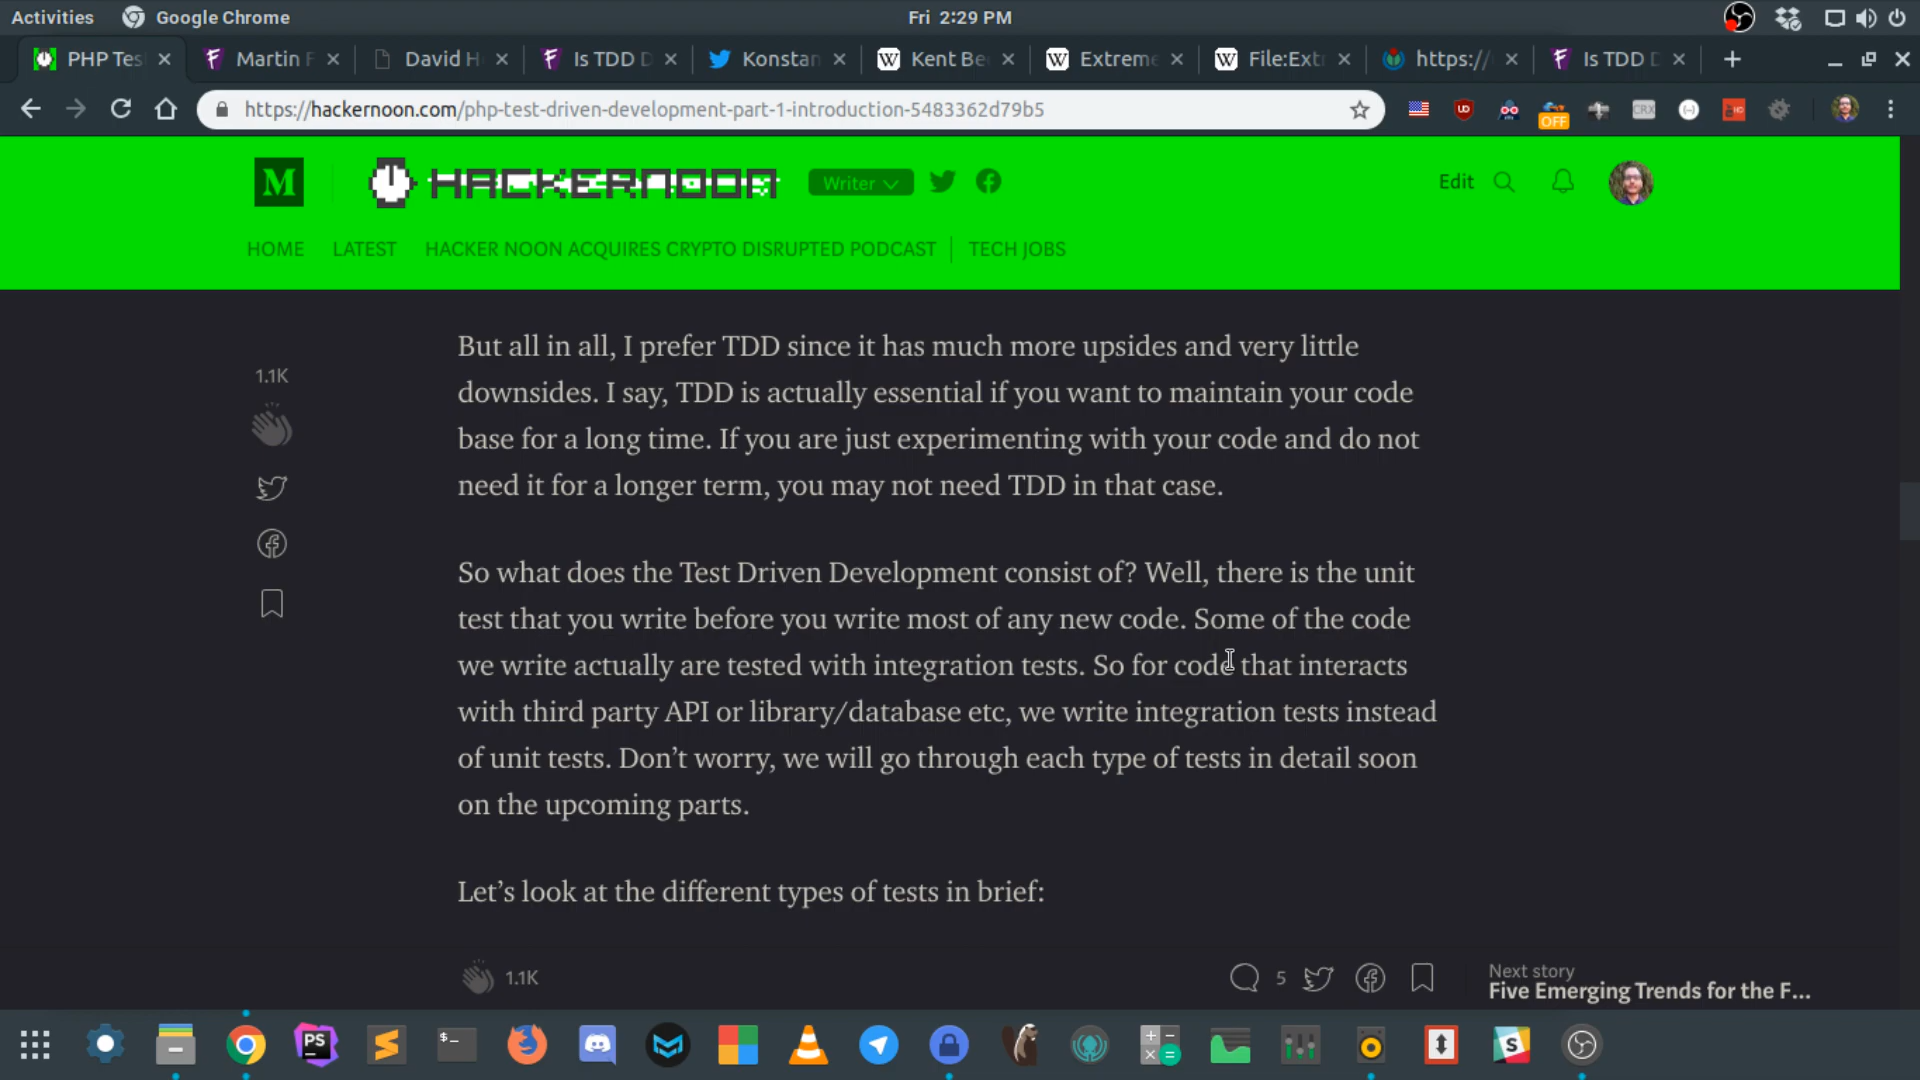 Activities
Google Chrome
Fri 2:29 PM
PHP Tes
Martin F
David H
Is TDD D
Konstan
Kent Be
Extreme
File:Extr
https://
Is TDD D
https://hackernoon.com/php-test-driven-development-part-1-introduction-5483362d79b5
UD
OFF
CRX
M
HACKERNOON
Writer
Edit
HOME
LATEST
HACKER NOON ACQUIRES CRYPTO DISRUPTED PODCAST
TECH JOBS
But all in all, I prefer TDD since it has much more upsides and very little
downsides. I say, TDD is actually essential if you want to maintain your code
base for a long time. If you are just experimenting with your code and do not
need it for a longer term, you may not need TDD in that case.
1.1K
So what does the Test Driven Development consist of? Well, there is the unit
test that you write before you write most of any new code. Some of the code
we write actually are tested with integration tests. So for code that interacts
with third party API or library/database etc, we write integration tests instead
of unit tests. Don’t worry, we will go through each type of tests in detail soon
on the upcoming parts.
Let’s look at the different types of tests in brief:
1.1K
5
Next story
Five Emerging Trends for the F...
PS
S